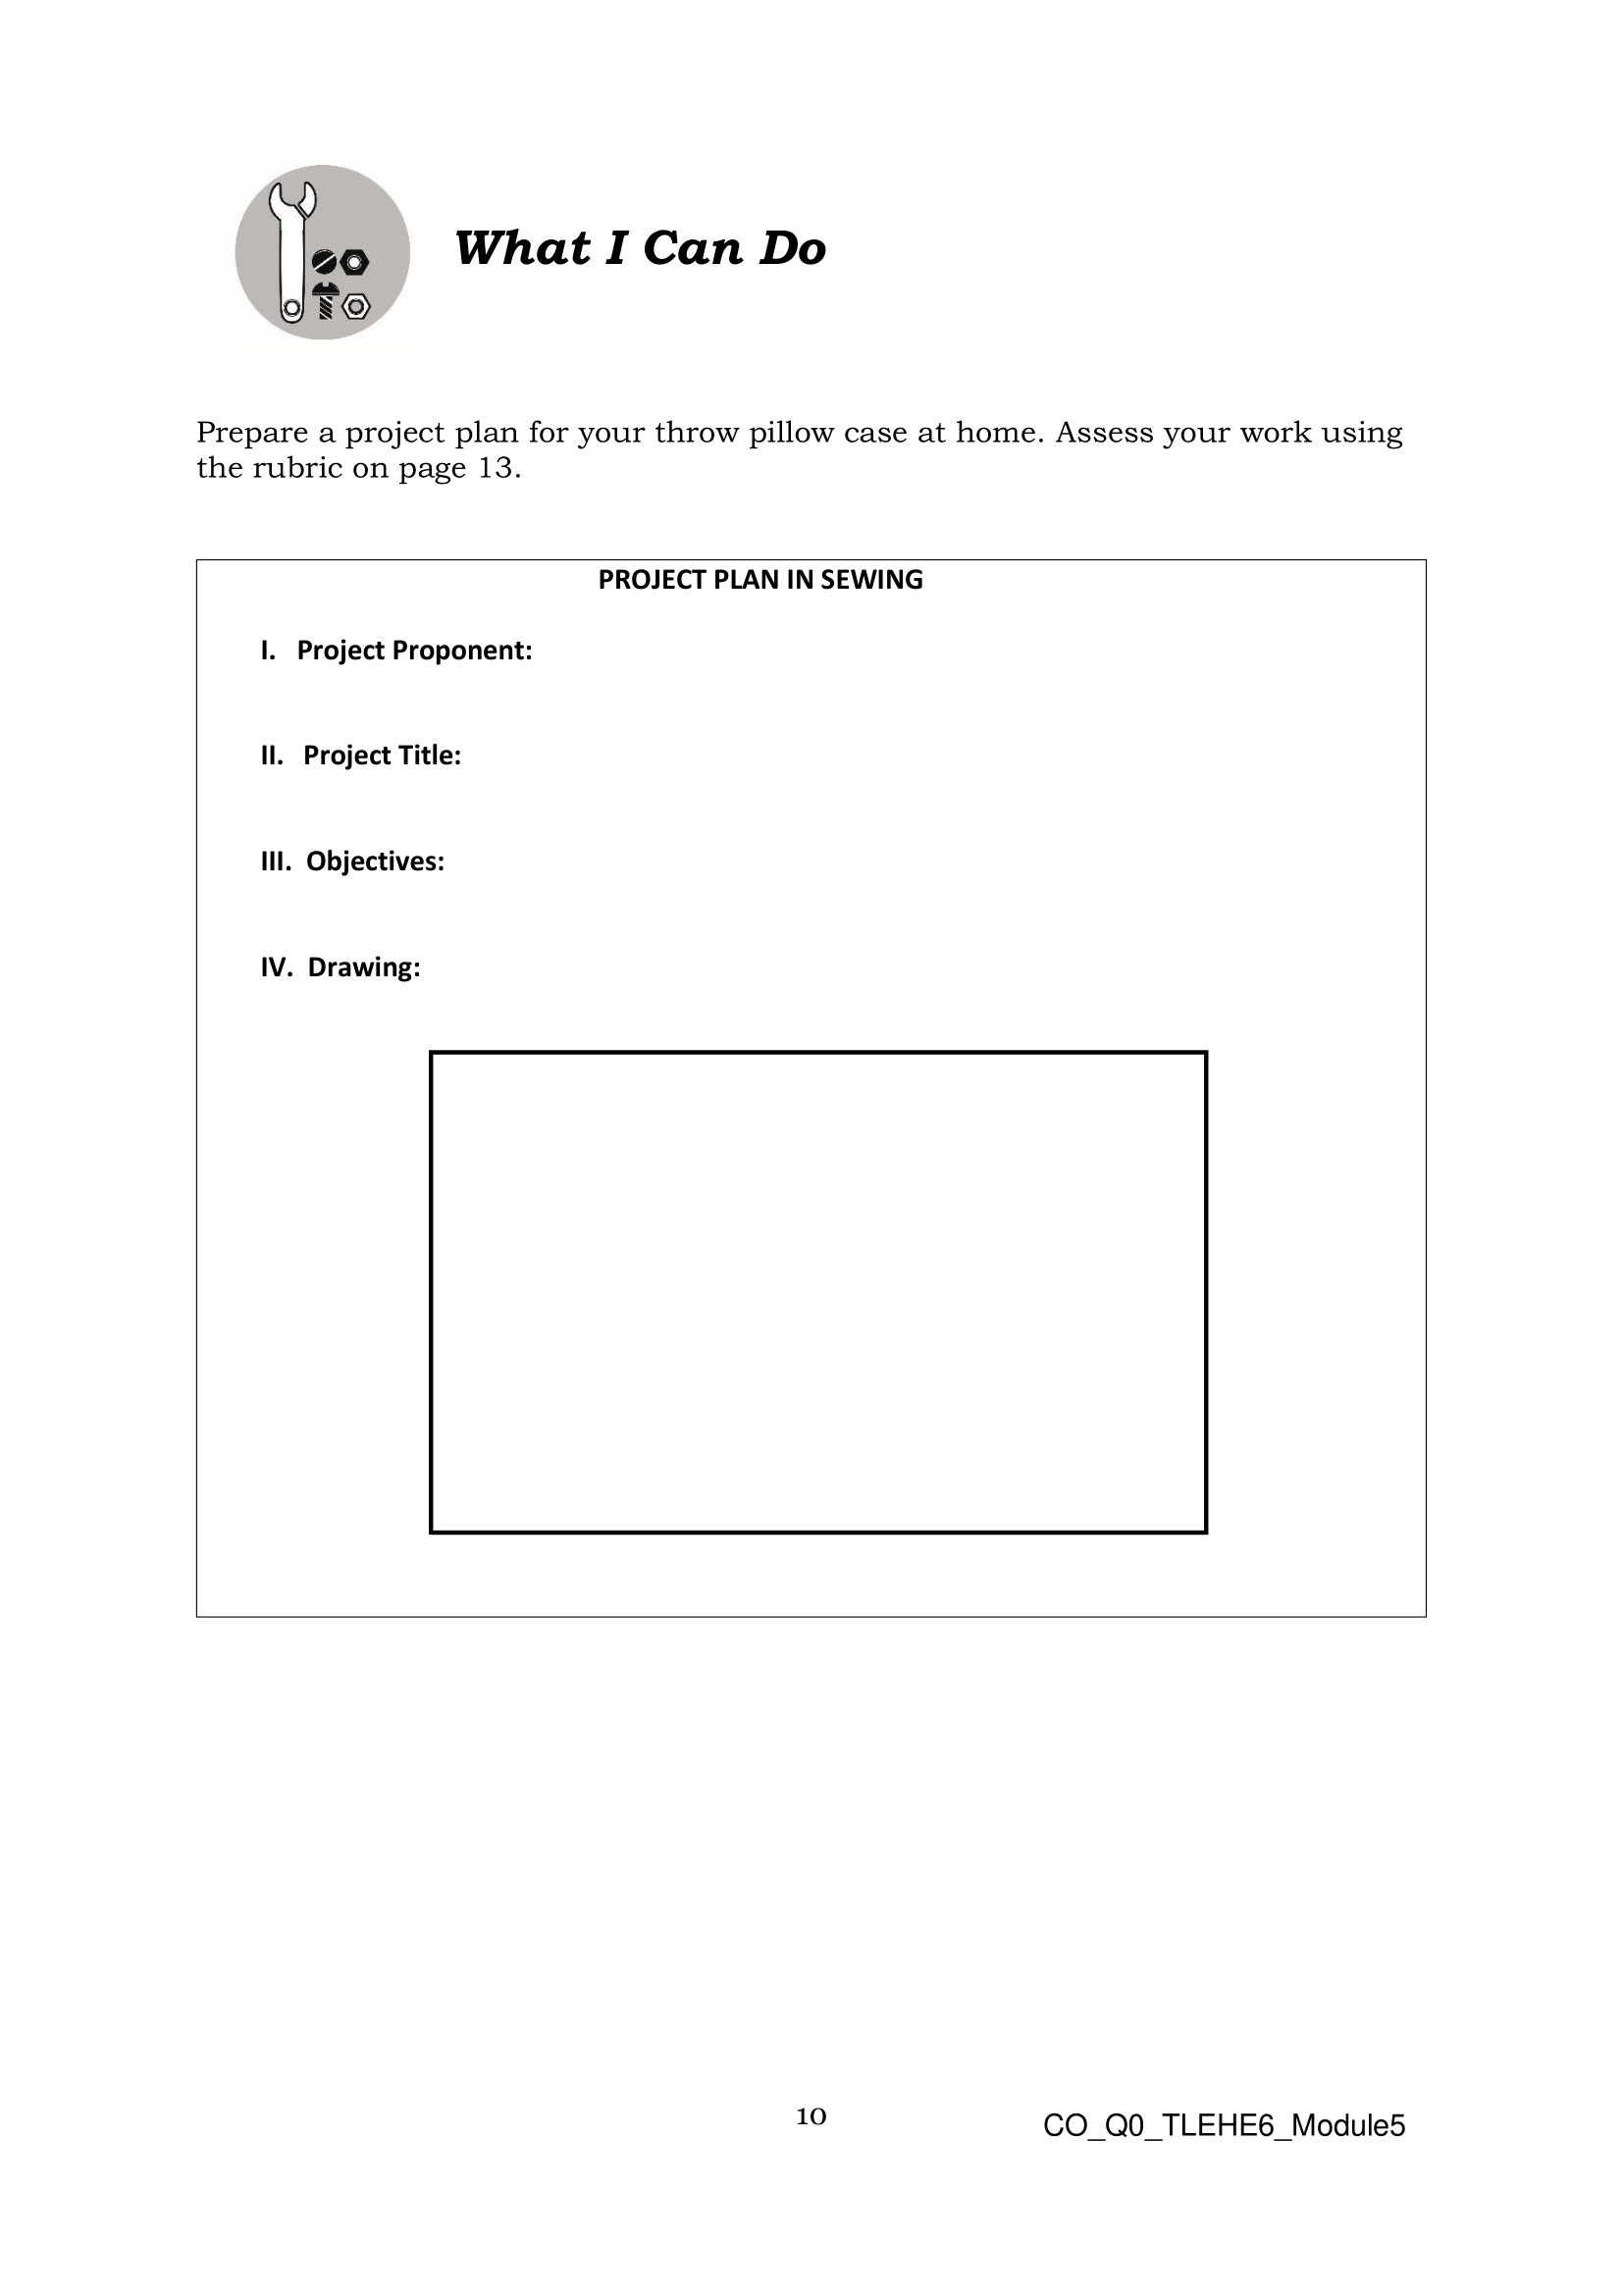 What I Can Do
Prepare a project plan for your throw pillow case at home. Assess your work using
the rubric on page 13.
PROJECT PLAN IN SEWING
I. Project Proponent:
II. Project Title:
III. Objectives:
IV. Drawing:
10
CO_Q0_TLEHE6_Module5